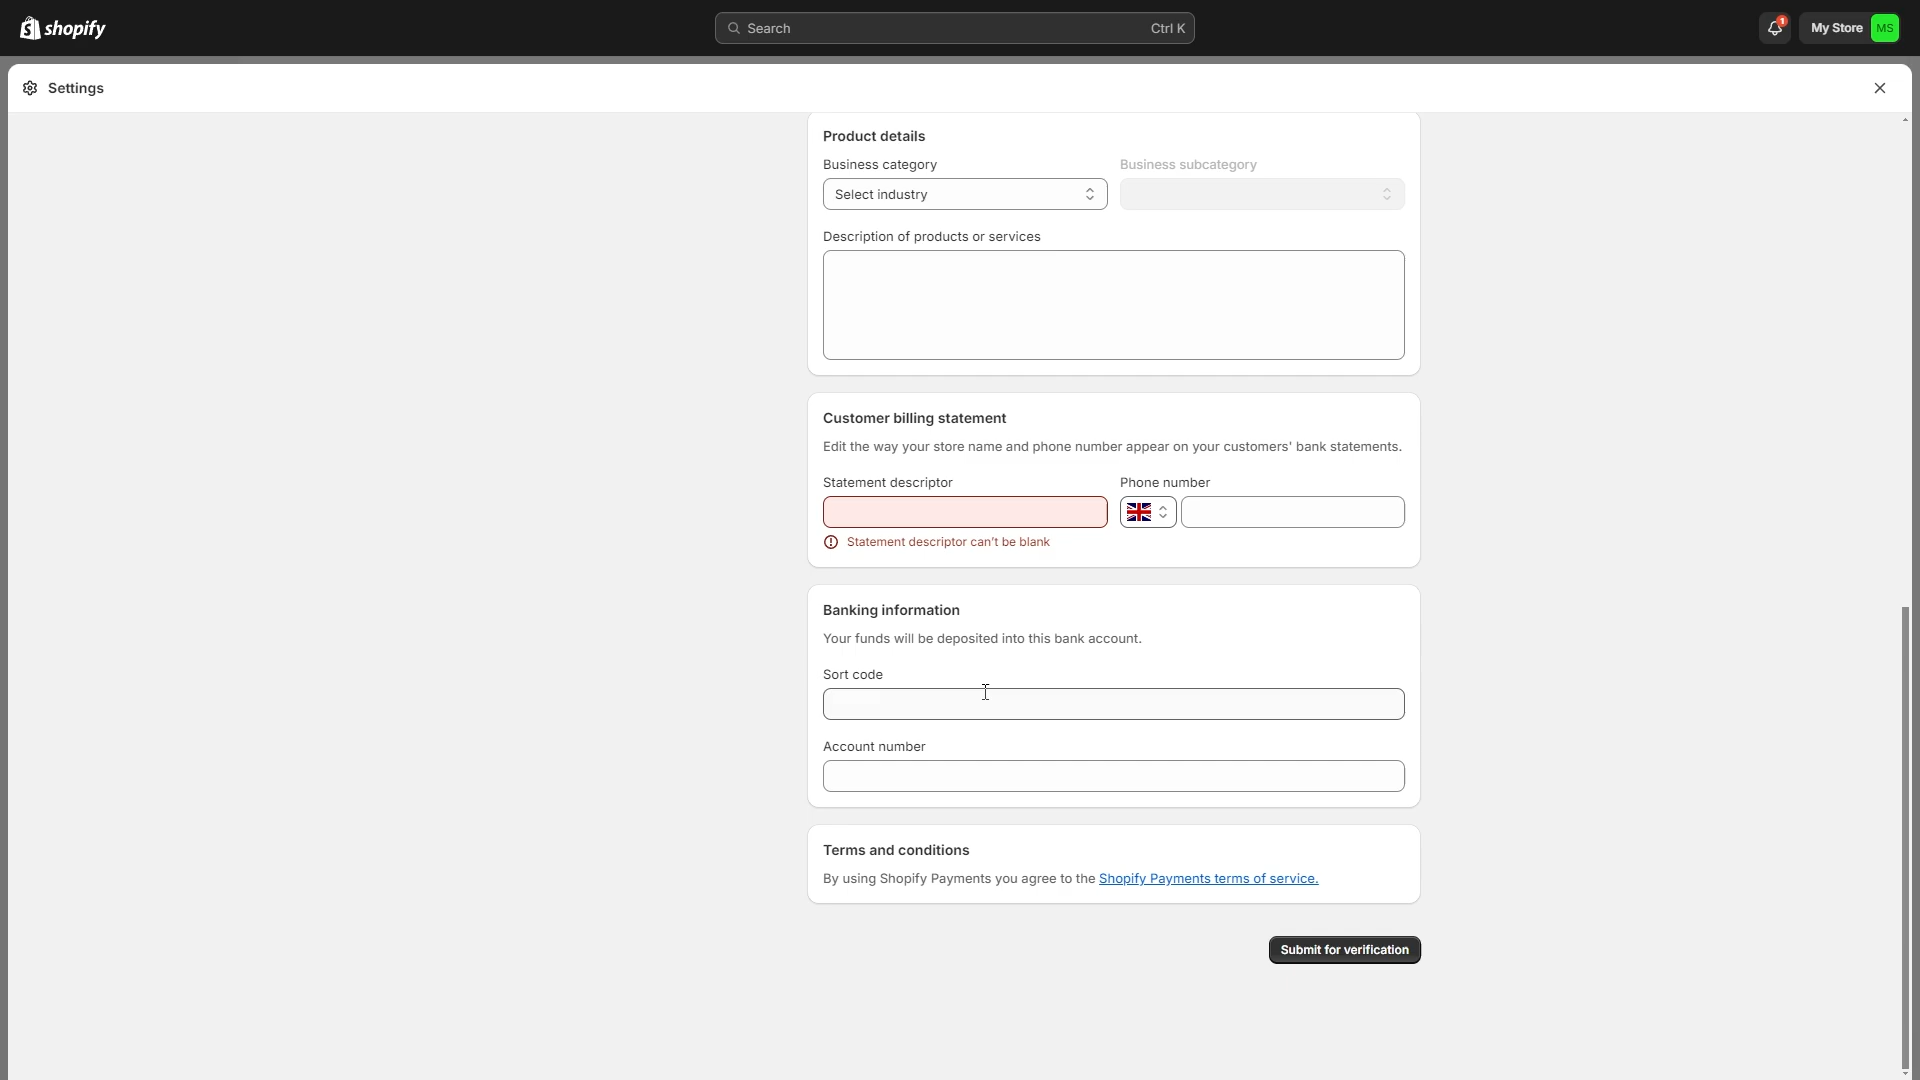 shopify
Search
Ctrl K
1
My Store
MS
Settings
Product details
Business category
Business subcategory
Select industry
Description of products or services
Customer billing statement
Edit the way your store name and phone number appear on your customers' bank statements.
Statement descriptor
Phone number
Statement descriptor can't be blank
Banking information
Your funds will be deposited into this bank account.
Sort code
Account number
Terms and conditions
By using Shopify Payments you agree to the Shopify Payments terms of service.
Submit for verification